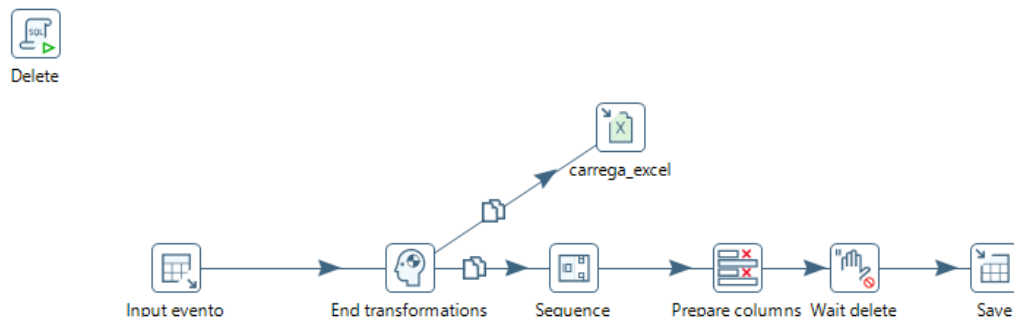 SQL
Delete
X
carrega_excel
Input evento
End transformations
Sequence
Prepare columns
Wait delete
Save